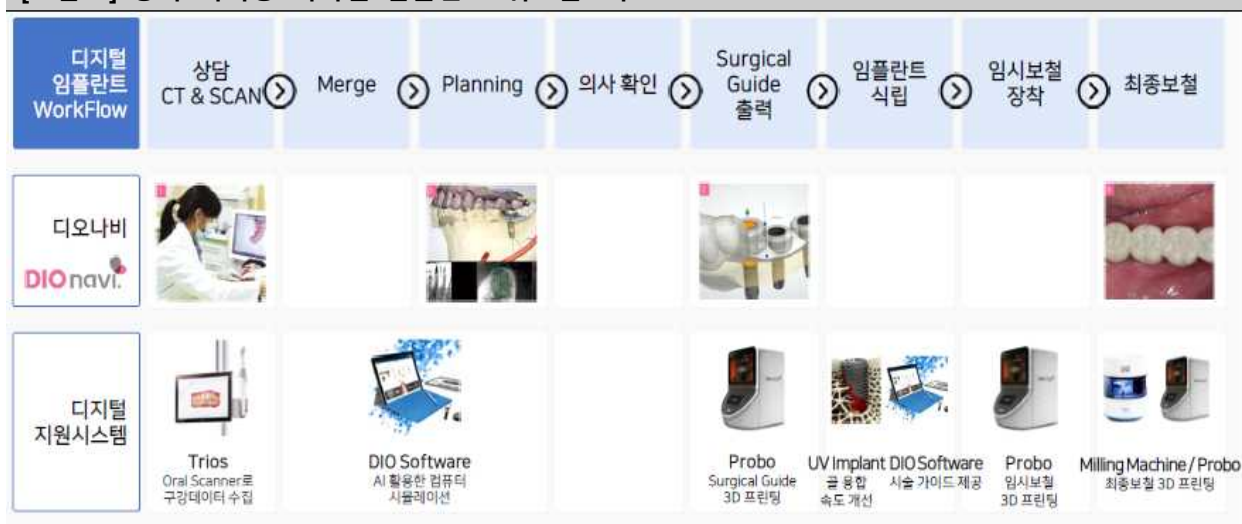 디지털
임플란트
WorkFlow
상담
CT & SCAN
Merge
Planning
의사 확인
Surgical
Guide
출력
임플란트
식립
임시보철
장착
최종보철
디오나비
DIO navi.
디지털
지원시스템
Trios
Oral Scanner로
구강데이터 수집
DIO Software
AI 활용한 컴퓨터
시뮬레이션
Probo
Surgical Guide
3D 프린팅
UV Implant
골 융합
속도 개선
DIO Software
시술 가이드 제공
Probo
임시보철
3D 프린팅
Milling Machine / Probo
최종보철 3D 프린팅